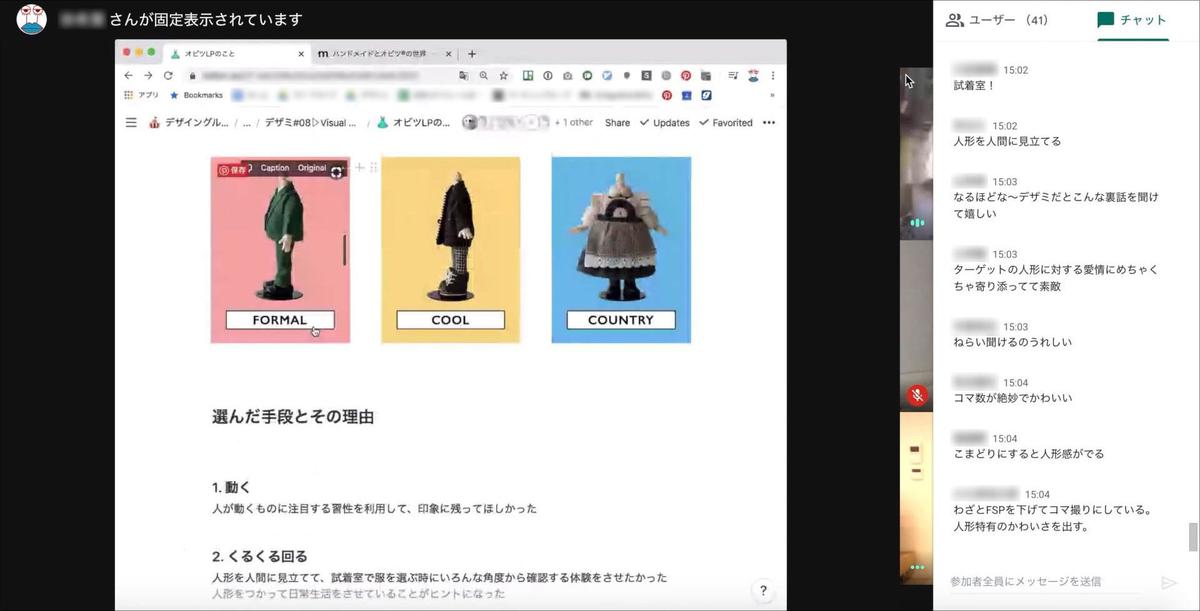 さんが固定表示されています
オビツLPのこと
ハンドメイドとオビツ®の世界
アプリ
Bookmarks
デザイングル... / ... / デザミ#08▷Visual ... / オビツLPの...
+ 1 other
Share
Updates
Favorited
保存
Caption
Original
FORMAL
COOL
COUNTRY
選んだ手段とその理由
1. 動く
人が動くものに注目する習性を利用して、印象に残ってほしかった
2. くるくる回る
人形を人間に見立てて、試着室で服を選ぶ時にいろんな角度から確認する体験をさせたかった
人形をつかって日常生活をさせていることがヒントになった
?
ユーザー (41)
チャット
15:02
試着室！
15:02
人形を人間に見立てる
15:03
なるほどな〜デザミだとこんな裏話を聞け
て嬉しい
15:03
ターゲットの人形に対する愛情にめちゃく
ちゃ寄り添ってて素敵
15:03
ねらい聞けるのうれしい
15:04
コマ数が絶妙でかわいい
15:04
こまどりにすると人形感がでる
15:04
わざとFSPを下げてコマ撮りにしている。
人形特有のかわいさを出す。
参加者全員にメッセージを送信